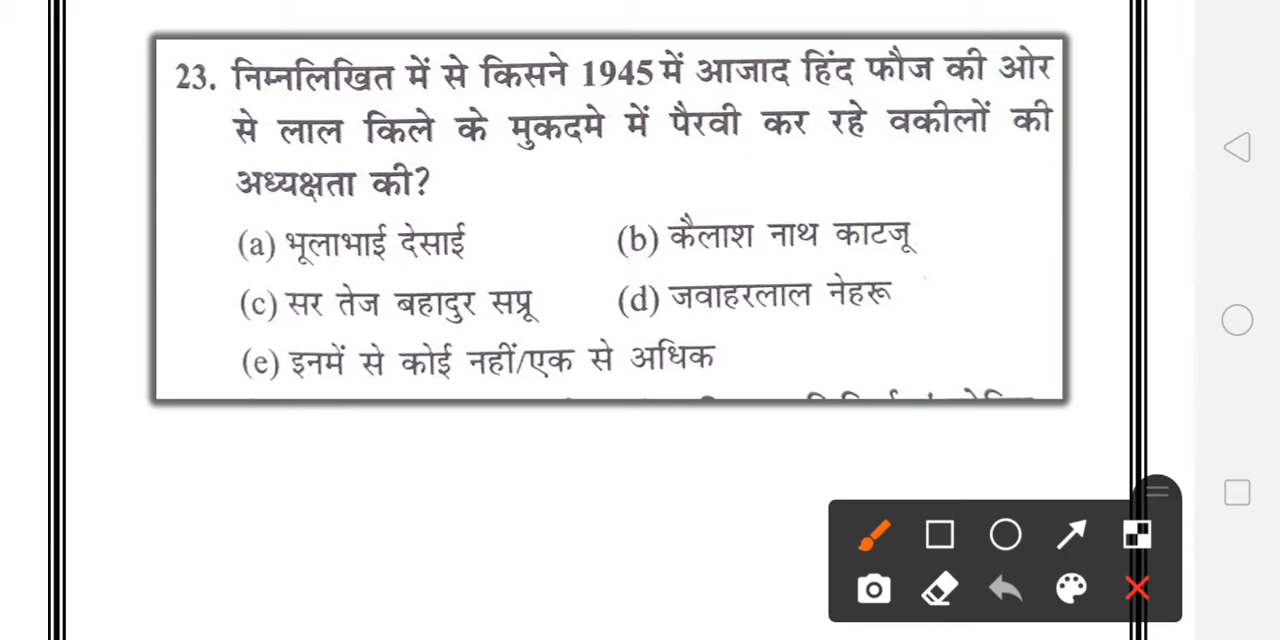 23. निम्नलिखित में से किसने 1945 में आजाद हिंद फौज की ओर
से लाल किले के मुकदमे में पैरवी कर रहे वकीलों की
अध्यक्षता की?
(a) भूलाभाई देसाई (b) कैलाश नाथ काटजू
(c) सर तेज बहादुर सप्रू (d) जवाहरलाल नेहरू
(e) इनमें से कोई नहीं/एक से अधिक